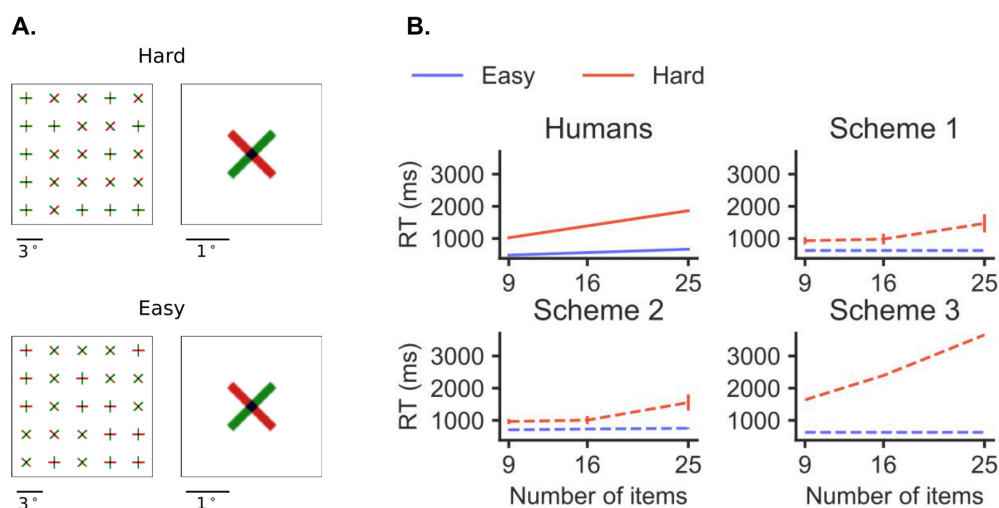 A.
Hard
3°
1°
Easy
3°
1°
B.
Easy Hard
Humans
RT (ms)
3000
2000
1000
9 16 25
Scheme 1
3000
2000
1000
9 16 25
Scheme 2
RT (ms)
3000
2000
1000
9 16 25
Number of items
Scheme 3
3000
2000
1000
9 16 25
Number of items